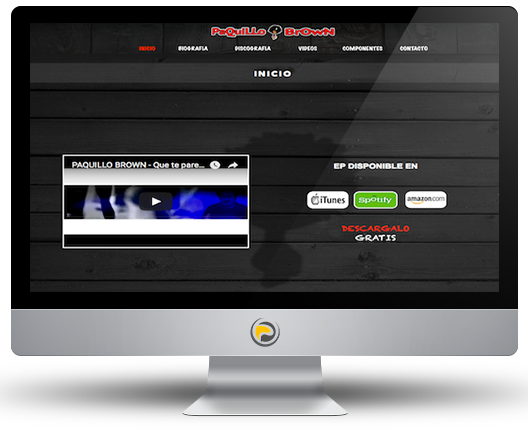 PaQuiLLo BrOwN
INICIO BIOGRAFIA DISCOGRAFIA VIDEOS COMPONENTES CONTACTO
INICIO
PAQUILLO BROWN - Que te pare...
EP DISPONIBLE EN
iTunes Spotify amazon.com
DESCARGALO
GRATIS